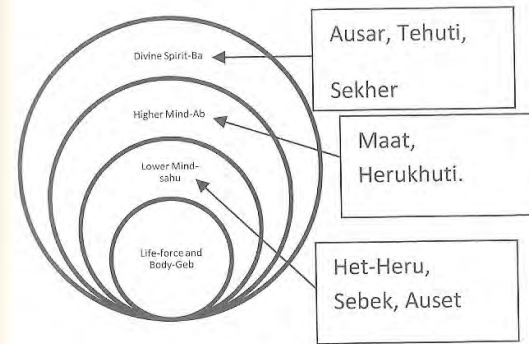 Divine Spirit-Ba
Higher Mind-Ab
Lower Mind-
sahu
Life-force and
Body-Geb
Ausar, Tehuti,
Sekher
Maat,
Herukhuti.
Het-Heru,
Sebek, Auset